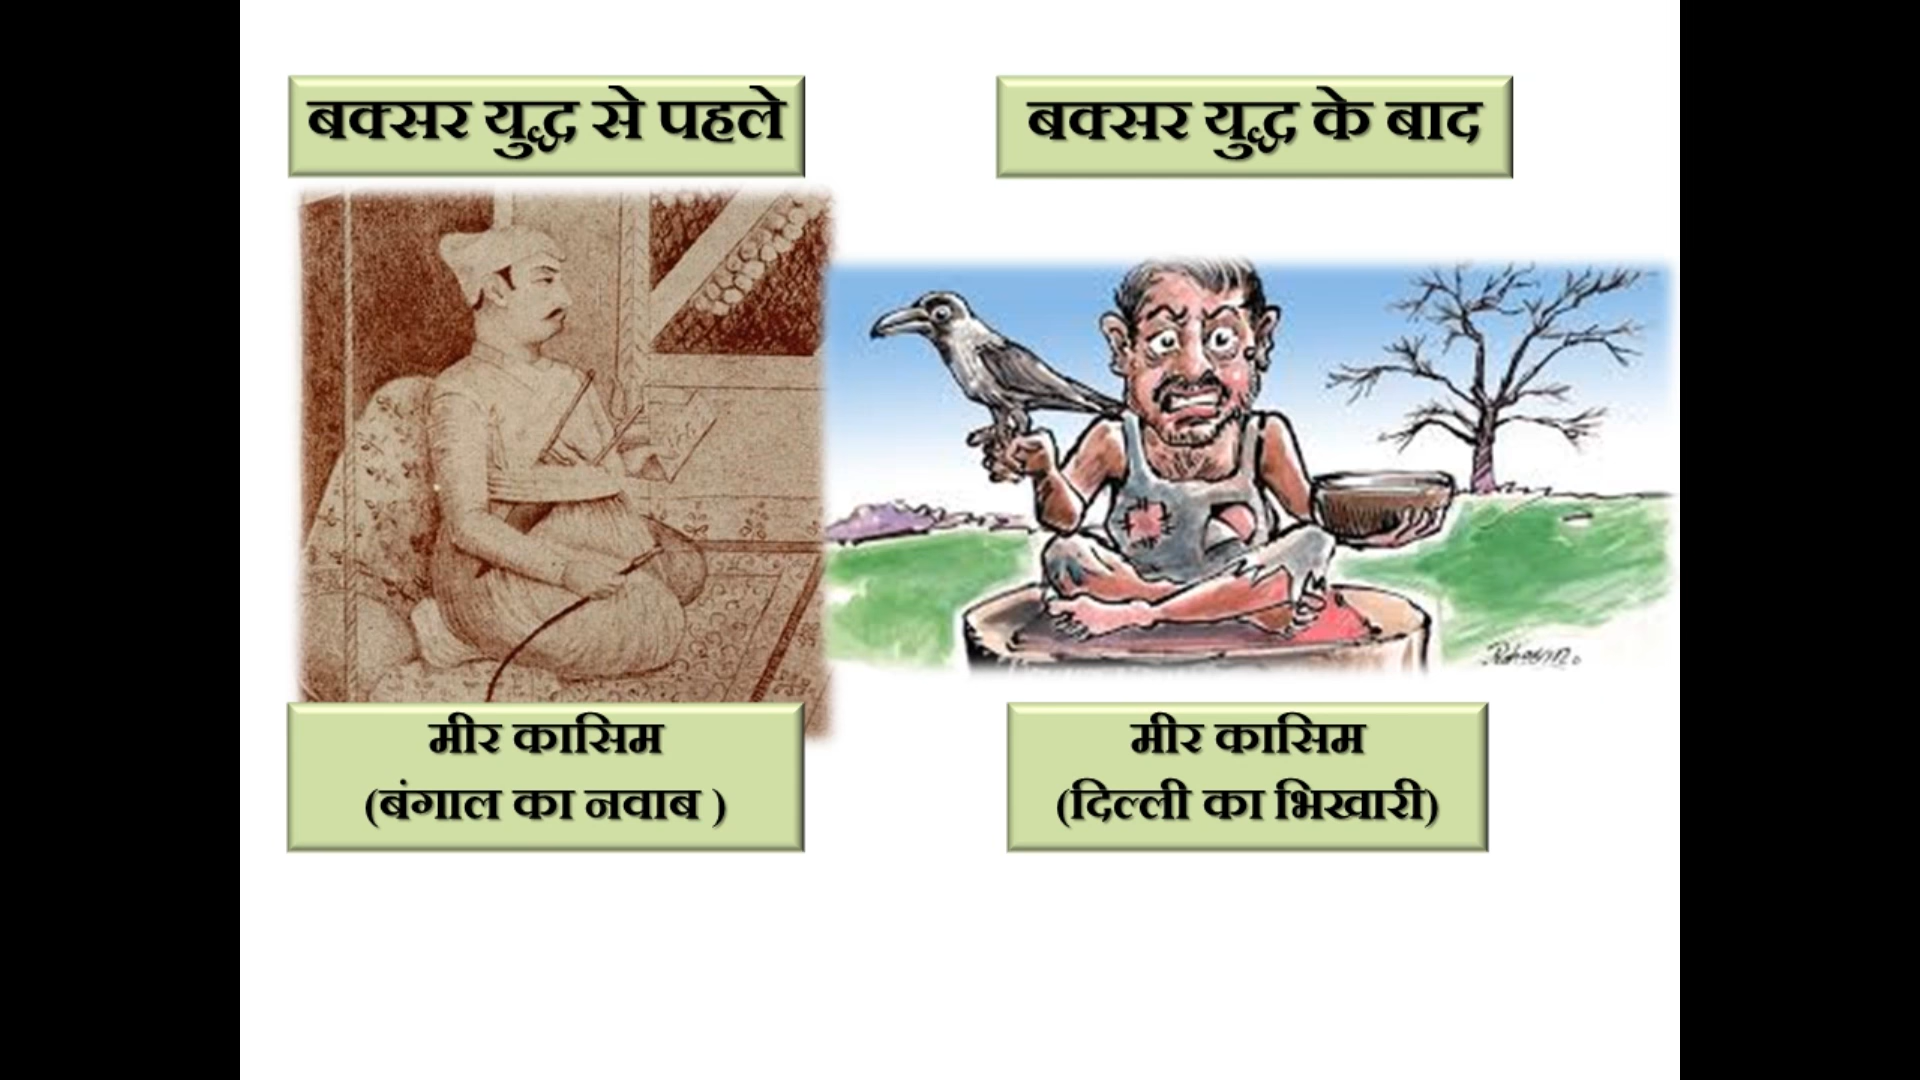 बक्सर युद्ध से पहले
बक्सर युद्ध के बाद
मीर कासिम
(बंगाल का नवाब )
मीर कासिम
(दिल्ली का भिखारी)